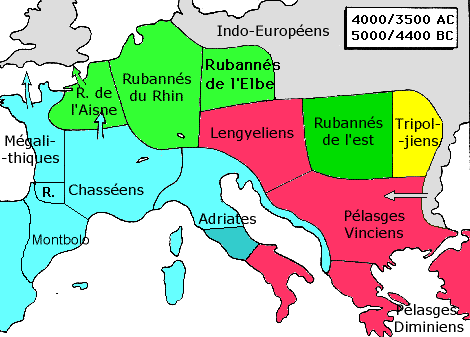 Indo-Européens
4000/3500 AC
5000/4400 BC
Rubannés
de l'Elbe
Rubannés
du Rhin
R. de
l'Aisne
Lengyeliens
Rubannés
de l'est
Tripol-
-jiens
Mégali-
-thiques
R.
Chasséens
Montbolo
Adriates
Pélasges
Vinciens
Pélasges
Diminiens